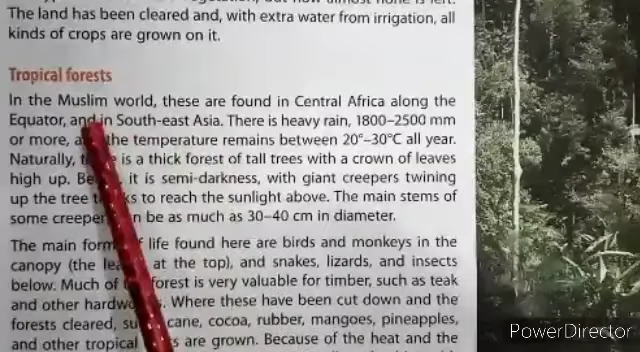 The land has been cleared and, with extra water from irrigation, all
kinds of crops are grown on it.
Tropical forests
In the Muslim world, these are found in Central Africa along the
Equator, and in South-east Asia. There is heavy rain, 1800–2500 mm
or more, the temperature remains between 20°–30°C all year.
Naturally, is a thick forest of tall trees with a crown of leaves
high up. it is semi-darkness, with giant creepers twining
up the tree to reach the sunlight above. The main stems of
some be as much as 30–40 cm in diameter.
The main life found here are birds and monkeys in the
canopy (the at the top), and snakes, lizards, and insects
below. Much of forest is very valuable for timber, such as teak
and other Where these have been cut down and the
forests cleared, cane, cocoa, rubber, mangoes, pineapples,
and other tropical are grown. Because of the heat and the
PowerDirector